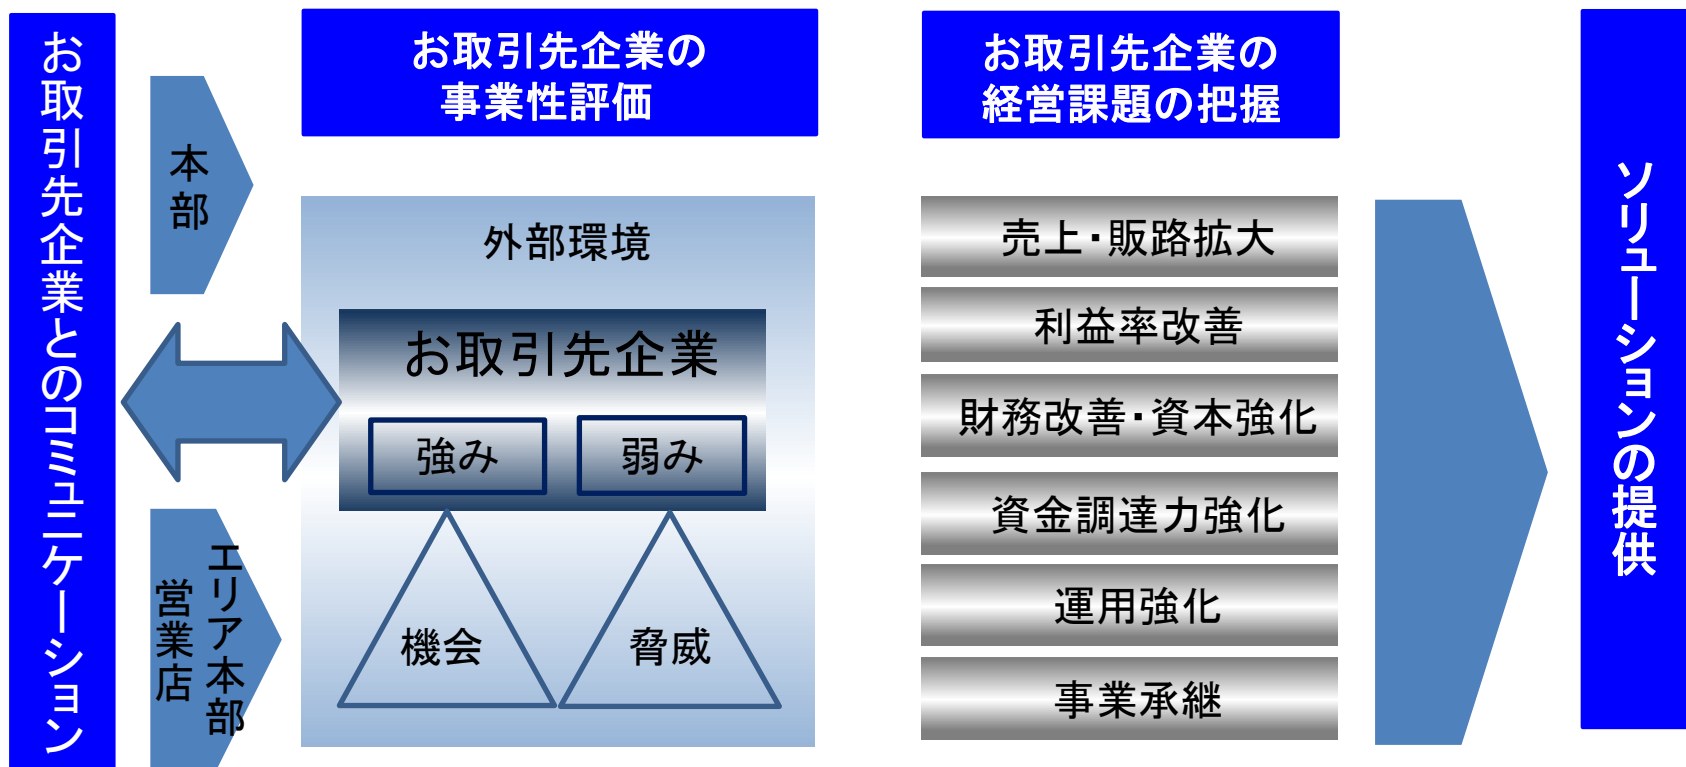 お取引先企業とのコミュニケーション
本部
エリア本部
営業店
お取引先企業の
事業性評価
外部環境
お取引先企業
強み
弱み
機会
脅威
お取引先企業の
経営課題の把握
売上・販路拡大
利益率改善
財務改善・資本強化
資金調達力強化
運用強化
事業承継
ソリューションの提供